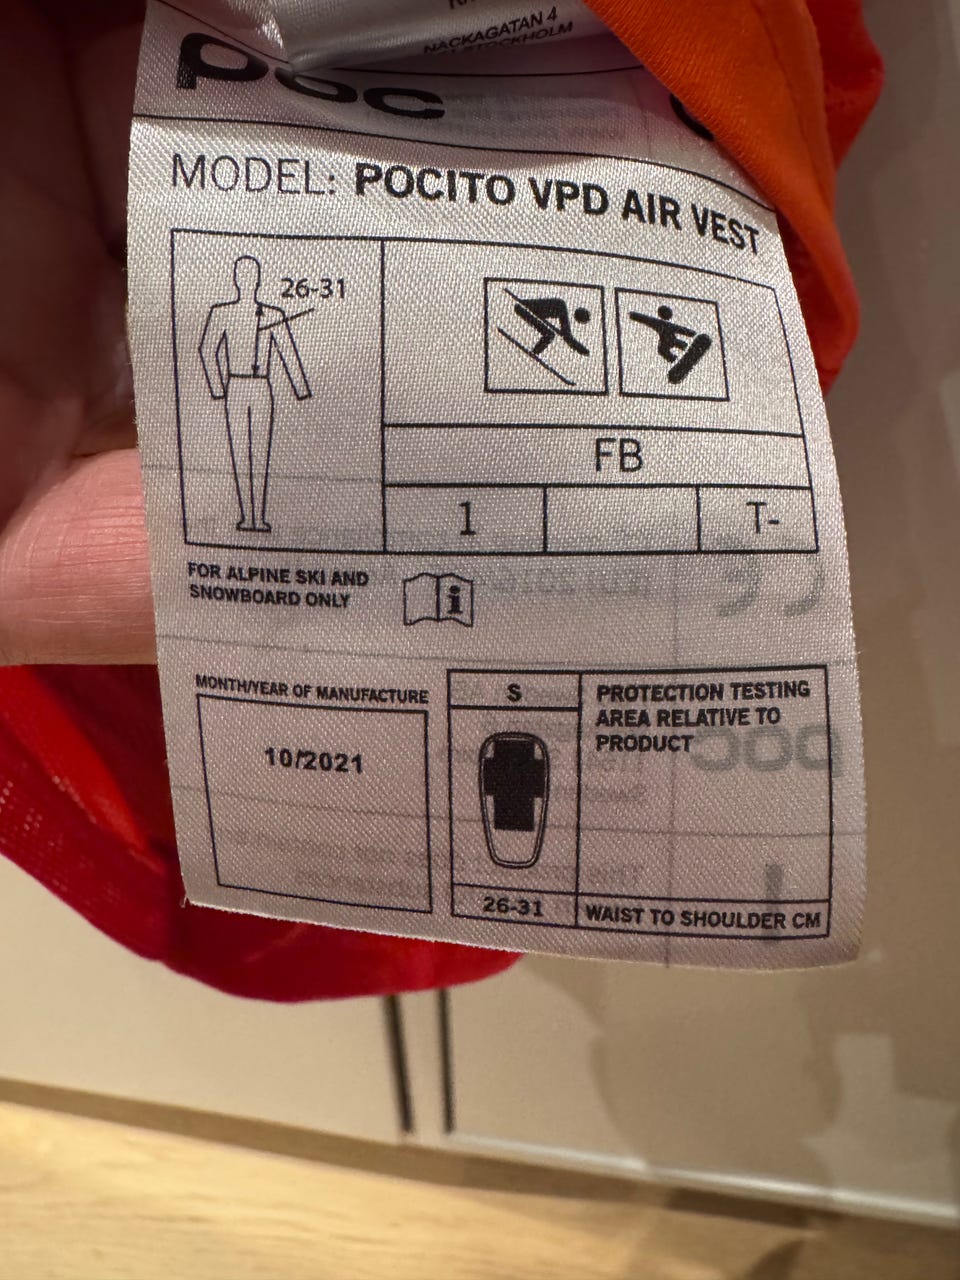 NACKAGATAN 4
STOCKHOLM
POC
MODEL: POCITO VPD AIR VEST
26-31
FB
1
T-
FOR ALPINE SKI AND
SNOWBOARD ONLY
i
MONTH/YEAR OF MANUFACTURE
10/2021
S
PROTECTION TESTING
AREA RELATIVE TO
PRODUCT
26-31
WAIST TO SHOULDER CM